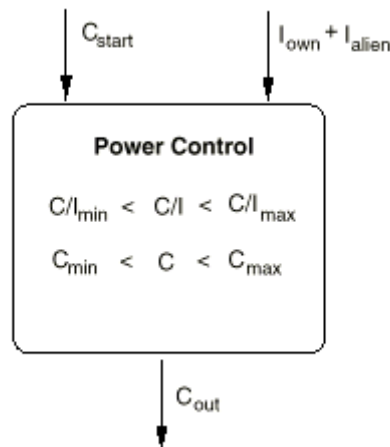 C_start
I_own + I_alien
Power Control
C/I_min < C/I < C/I_max
C_min < C < C_max
C_out